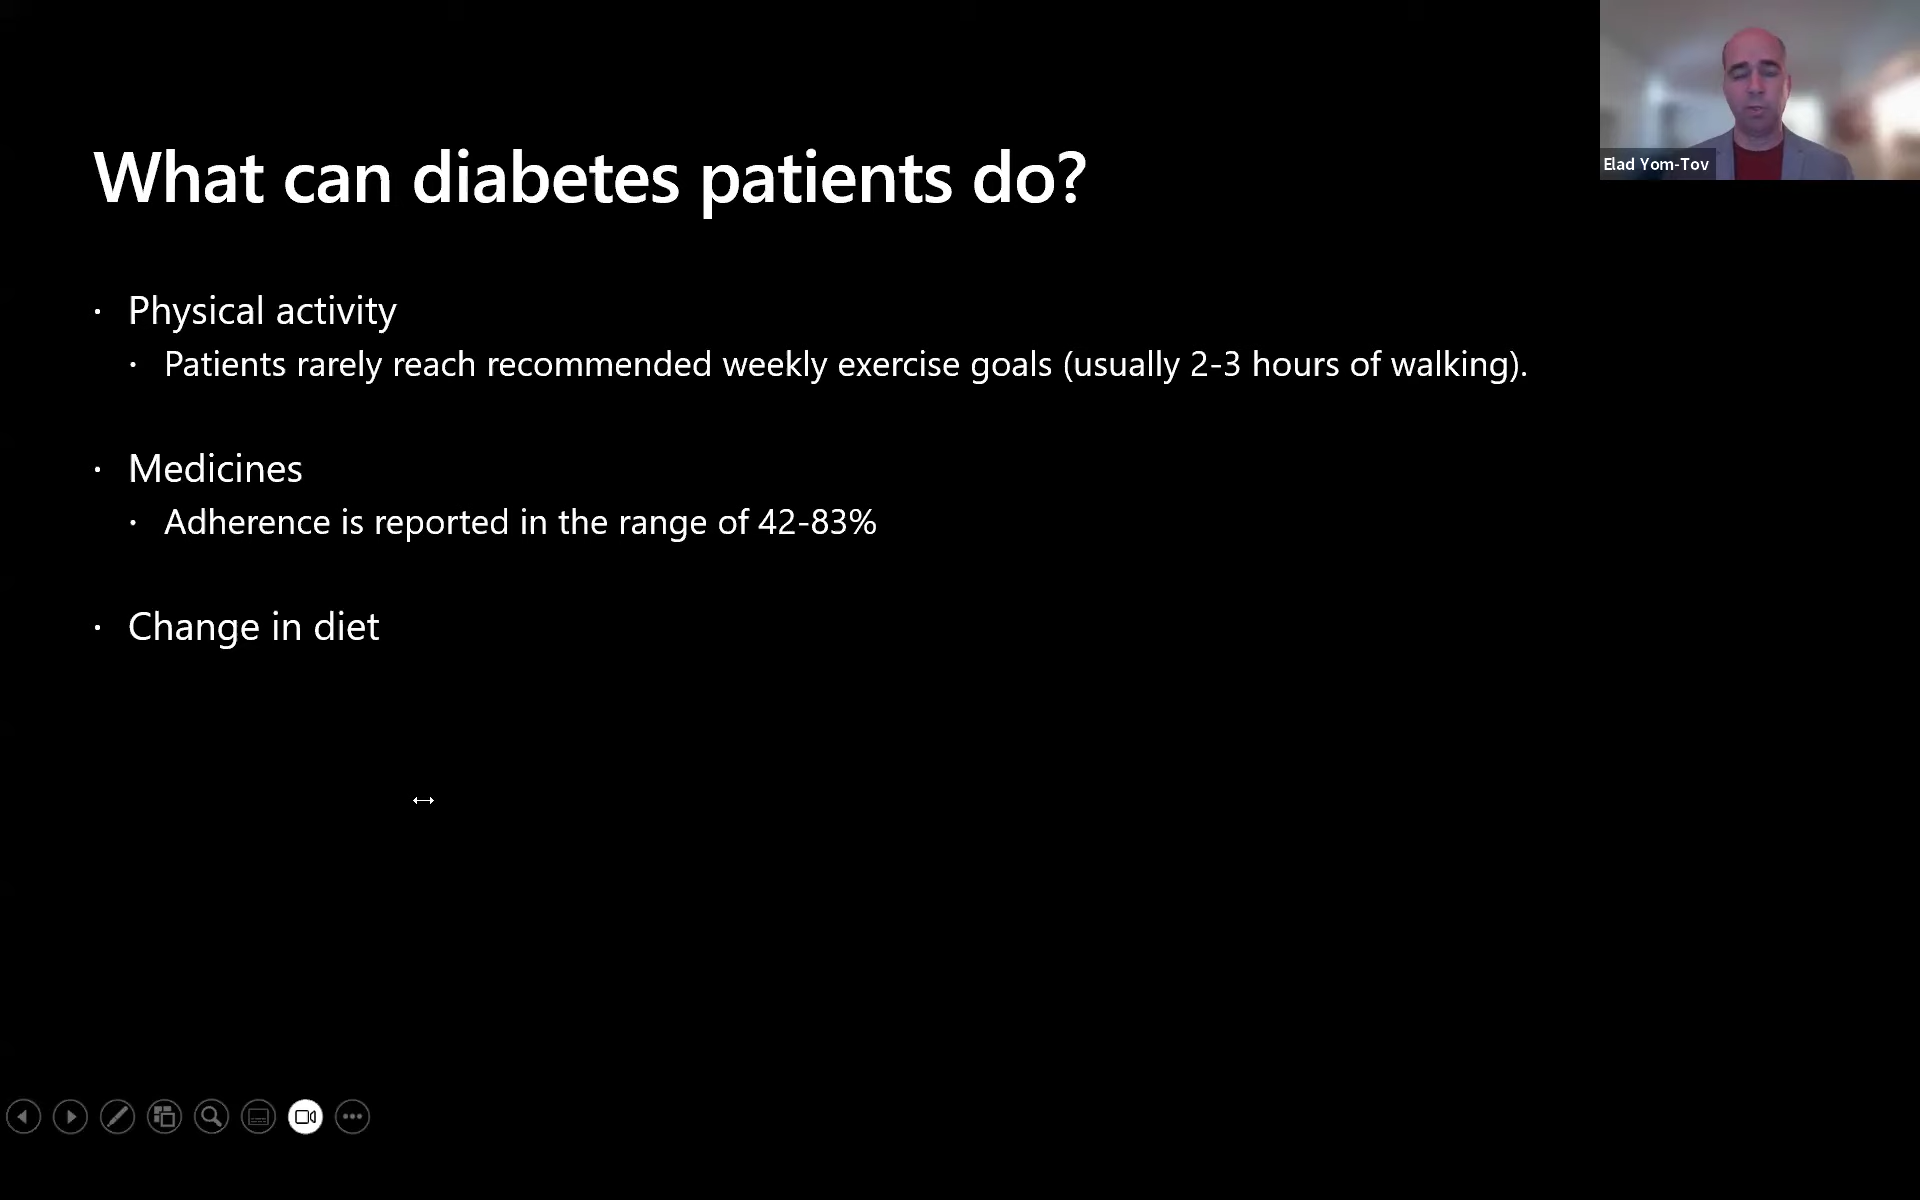 What can diabetes patients do?
· Physical activity
· Patients rarely reach recommended weekly exercise goals (usually 2-3 hours of walking).
· Medicines
· Adherence is reported in the range of 42-83%
· Change in diet
Elad Yom-Tov